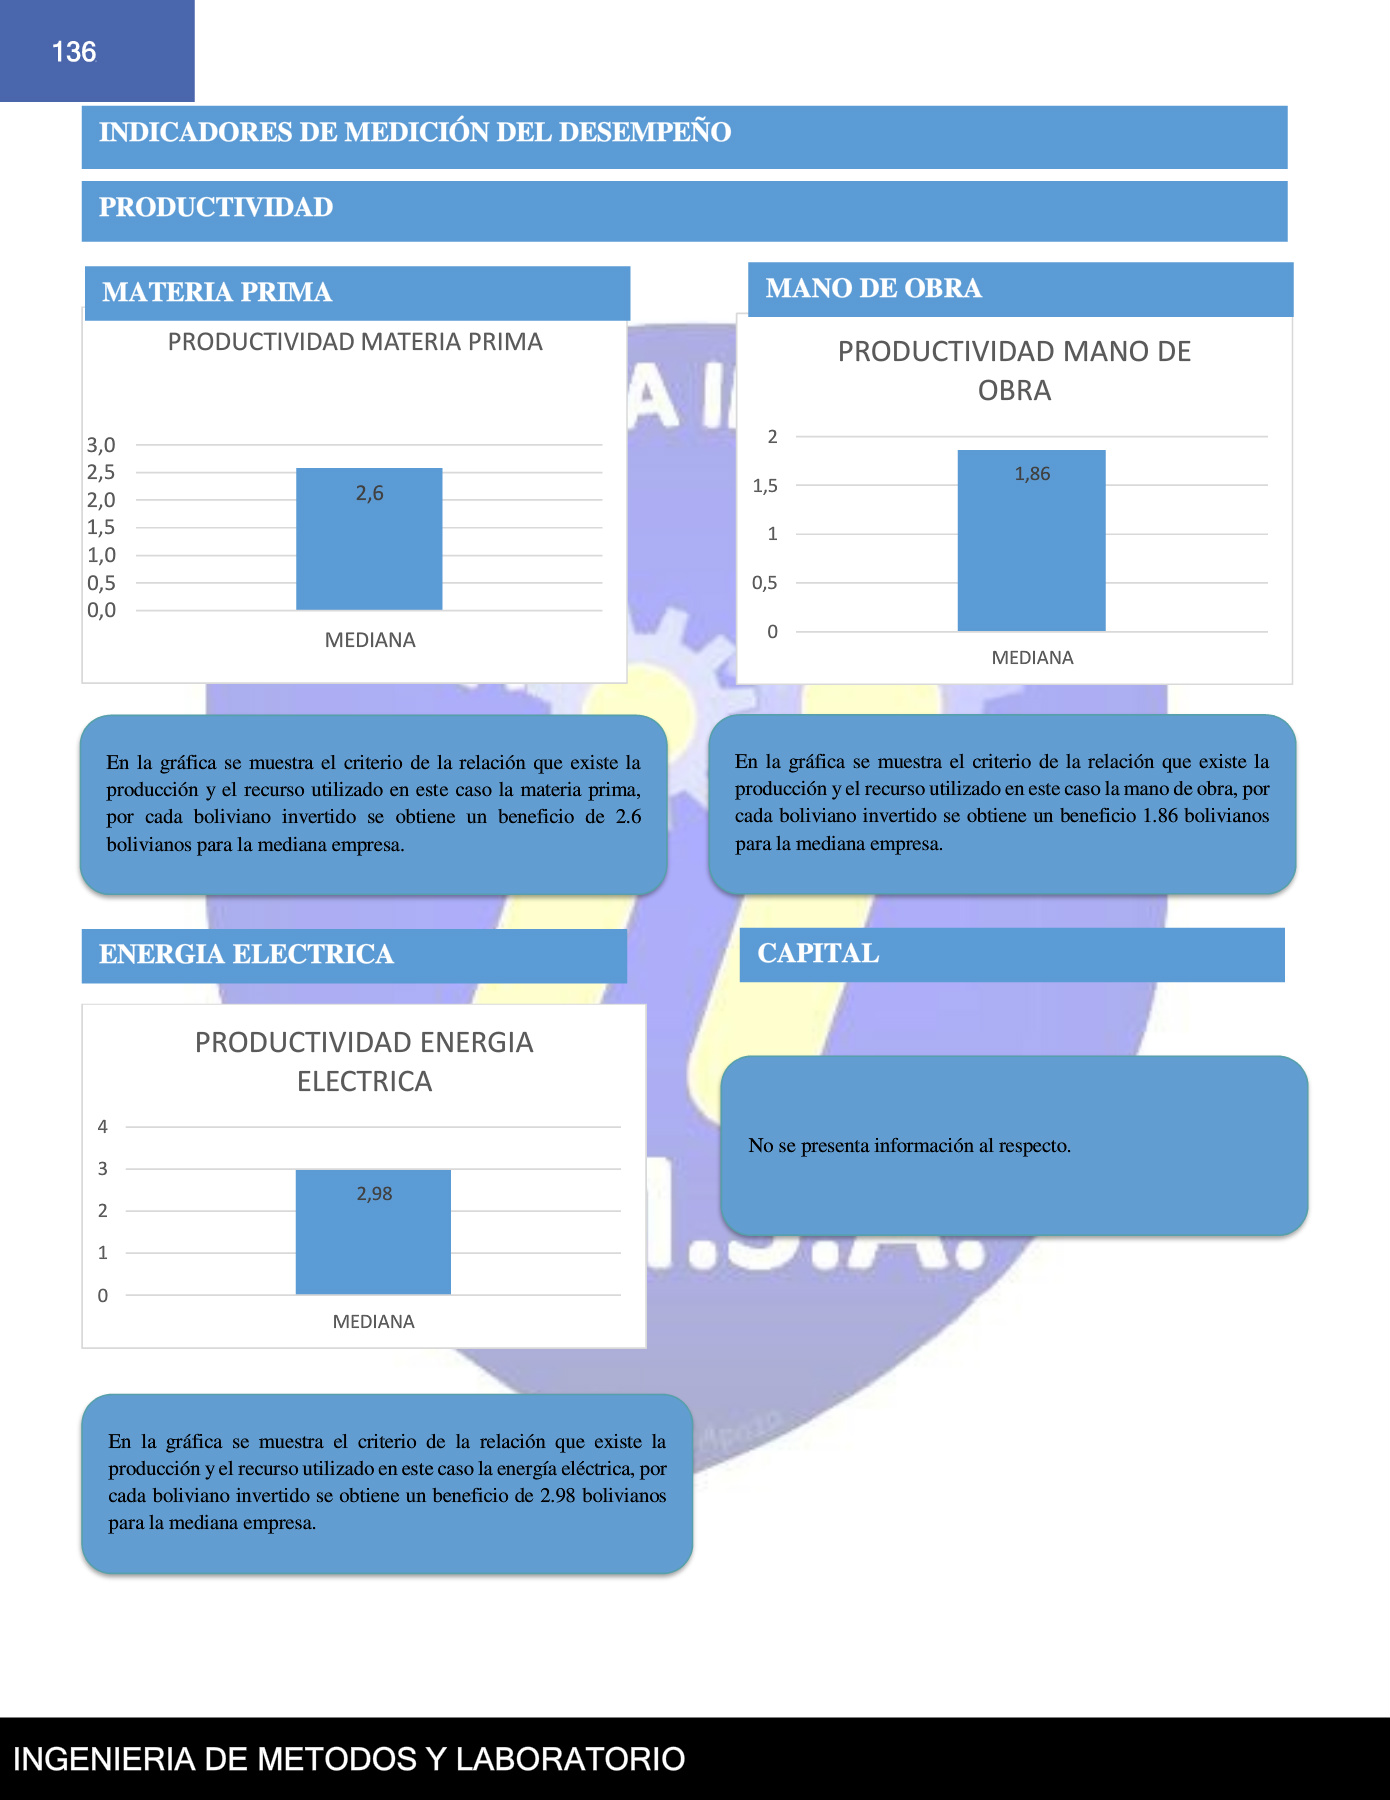 136
INDICADORES DE MEDICIÓN DEL DESEMPEÑO
PRODUCTIVIDAD
MATERIA PRIMA
PRODUCTIVIDAD MATERIA PRIMA
3,0
2,5
2,0
1,5
1,0
0,5
0,0
2,6
MEDIANA
MANO DE OBRA
PRODUCTIVIDAD MANO DE
OBRA
2
1,5
1
0,5
0
1,86
MEDIANA
En la gráfica se muestra el criterio de la relación que existe la
producción y el recurso utilizado en este caso la materia prima,
por cada boliviano invertido se obtiene un beneficio de 2.6
bolivianos para la mediana empresa.
En la gráfica se muestra el criterio de la relación que existe la
producción y el recurso utilizado en este caso la mano de obra, por
cada boliviano invertido se obtiene un beneficio 1.86 bolivianos
para la mediana empresa.
ENERGIA ELECTRICA
PRODUCTIVIDAD ENERGIA
ELECTRICA
4
3
2
1
0
2,98
MEDIANA
CAPITAL
No se presenta información al respecto.
En la gráfica se muestra el criterio de la relación que existe la
producción y el recurso utilizado en este caso la energía eléctrica, por
cada boliviano invertido se obtiene un beneficio de 2.98 bolivianos
para la mediana empresa.
INGENIERIA DE METODOS Y LABORATORIO